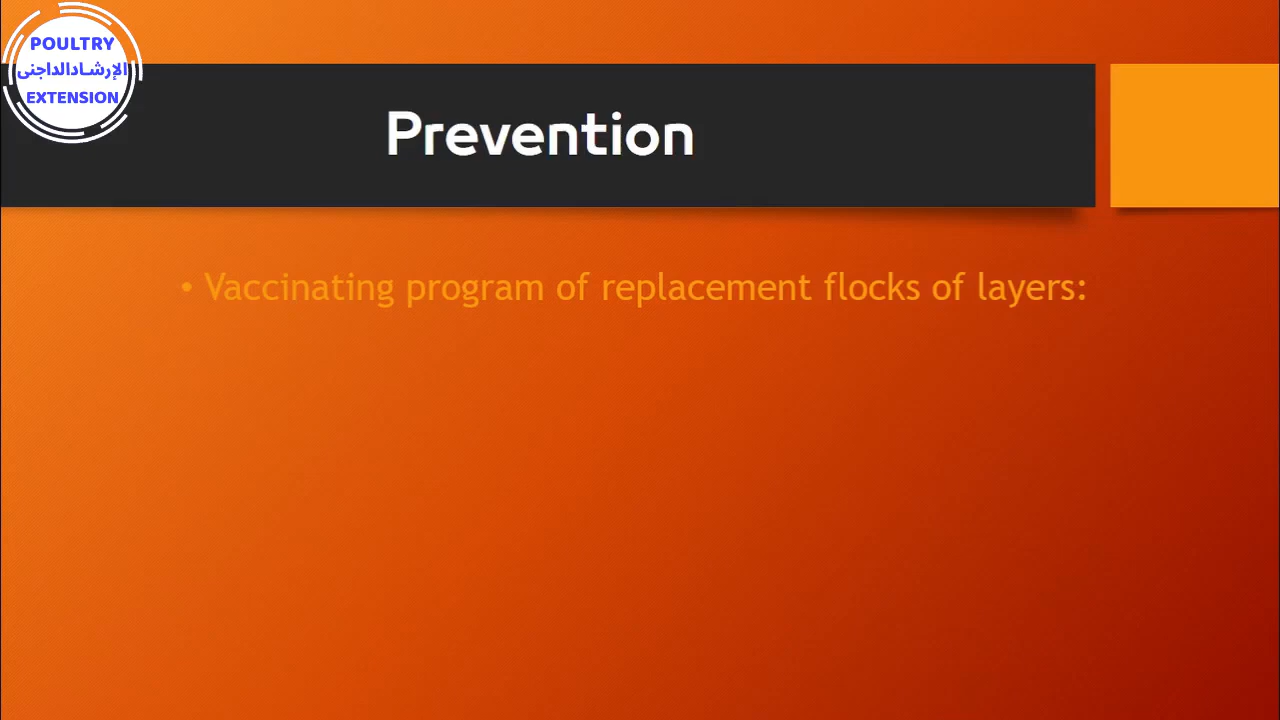 POULTRY
الإرشادالداجنى
EXTENSION
Prevention
• Vaccinating program of replacement flocks of layers: